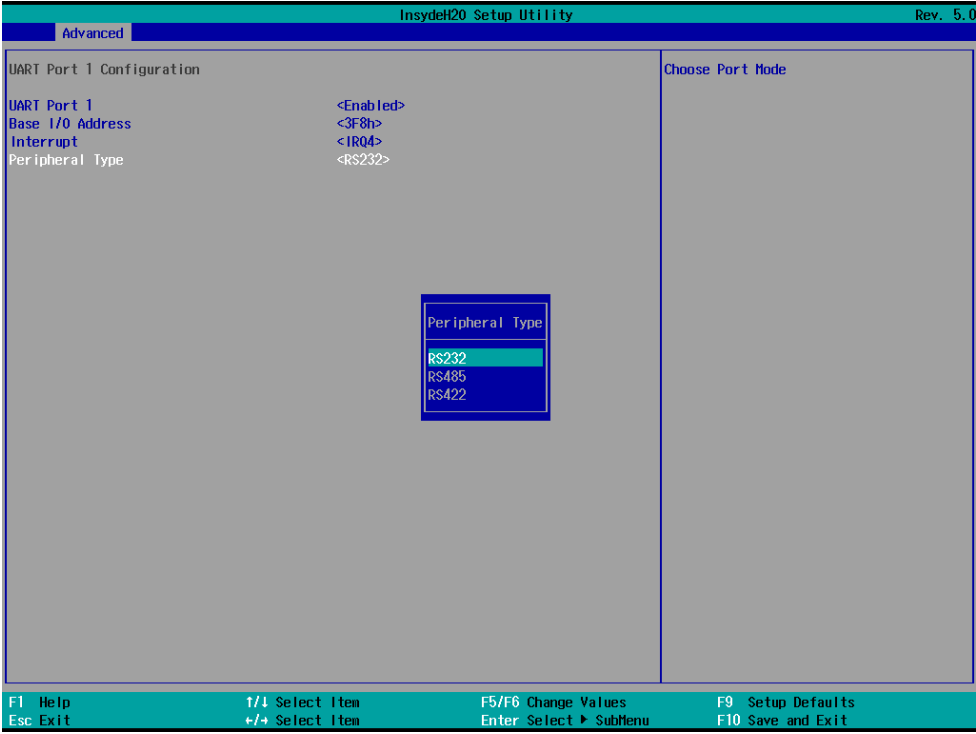 InsydeH2O Setup Utility Rev. 5.0
Advanced
UART Port 1 Configuration
Choose Port Mode
UART Port 1 <Enabled>
Base I/O Address <3F8h>
Interrupt <IRQ4>
Peripheral Type <RS232>
Peripheral Type
RS232
RS485
RS422
F1 Help ↑/↓ Select Item F5/F6 Change Values F9 Setup Defaults
Esc Exit ←/→ Select Item Enter Select ▶ SubMenu F10 Save and Exit